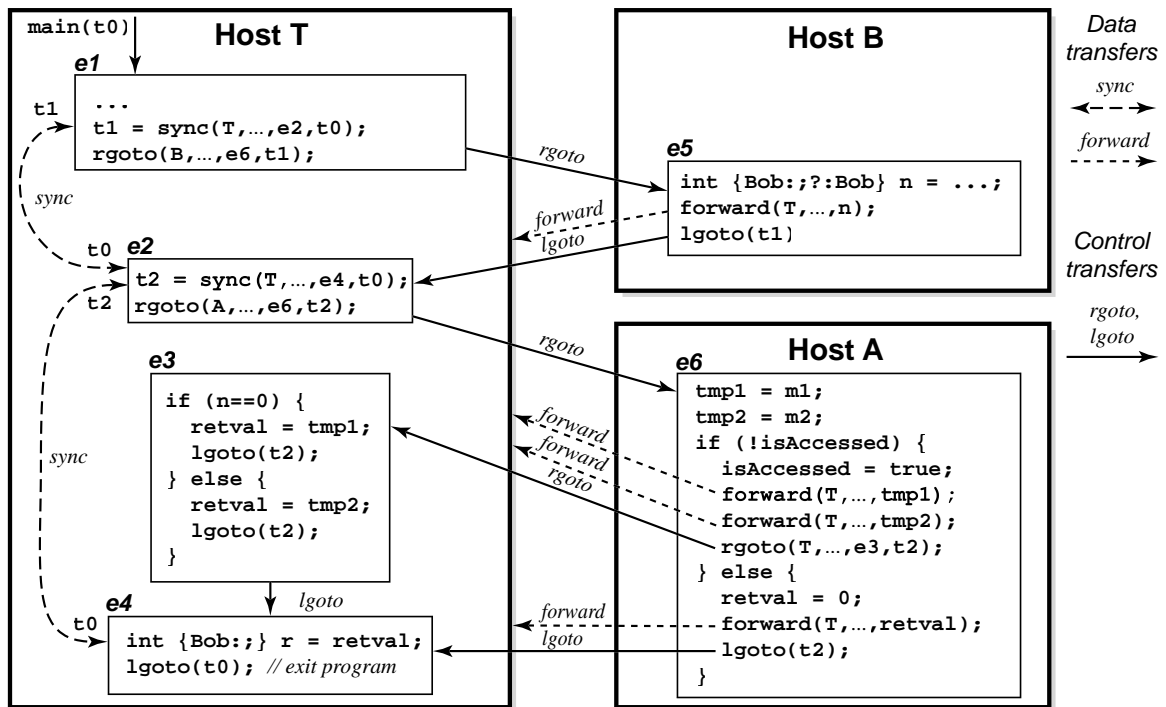 main(t0)
Host T
e1
...
t1 = sync(T,…,e2,t0);
rgoto(B,…,e6,t1);
t1
sync
t0
e2
t2 = sync(T,…,e4,t0);
rgoto(A,…,e6,t2);
t2
sync
e3
if (n==0) {
retval = tmp1;
lgoto(t2);
} else {
retval = tmp2;
lgoto(t2);
}
lgoto
e4
t0
int {Bob:;} r = retval;
lgoto(t0); // exit program
rgoto
forward
lgoto
rgoto
forward
forward
rgoto
forward
lgoto
Host B
e5
int {Bob:;?:Bob} n = ...;
forward(T,…,n);
lgoto(t1)
Host A
e6
tmp1 = m1;
tmp2 = m2;
if (!isAccessed) {
isAccessed = true;
forward(T,…,tmp1);
forward(T,…,tmp2);
rgoto(T,…,e3,t2);
} else {
retval = 0;
forward(T,…,retval);
lgoto(t2);
}
Data
transfers
sync
forward
Control
transfers
rgoto,
lgoto